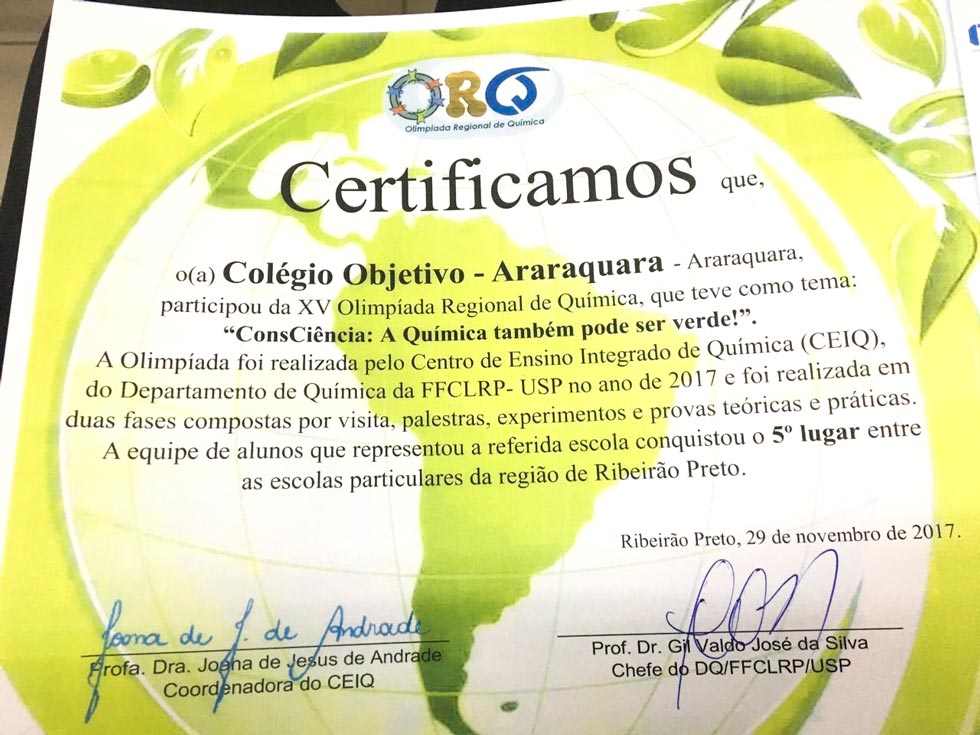 ORQ
Olimpíada Regional de Química
Certificamos que,
o(a) Colégio Objetivo - Araraquara - Araraquara,
participou da XV Olimpíada Regional de Química, que teve como tema:
“ConsCiência: A Química também pode ser verde!”.
A Olimpíada foi realizada pelo Centro de Ensino Integrado de Química (CEIQ),
do Departamento de Química da FFCLRP- USP no ano de 2017 e foi realizada em
duas fases compostas por visita, palestras, experimentos e provas teóricas e práticas.
A equipe de alunos que representou a referida escola conquistou o 5º lugar entre
as escolas particulares da região de Ribeirão Preto.
Ribeirão Preto, 29 de novembro de 2017.
Joana de J. de Andrade
Profa. Dra. Joana de Jesus de Andrade
Coordenadora do CEIQ
Prof. Dr. Gil Valdo José da Silva
Chefe do DQ/FFCLRP/USP